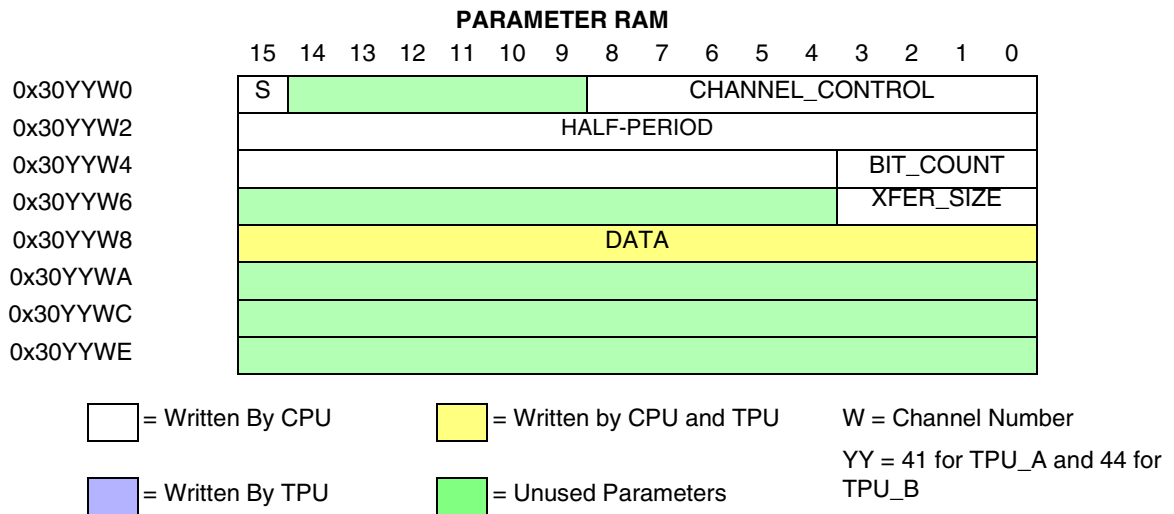 PARAMETER RAM
15 14 13 12 11 10 9 8 7 6 5 4 3 2 1 0
0x30YYW0 S CHANNEL_CONTROL
0x30YYW2 HALF-PERIOD
0x30YYW4 BIT_COUNT
0x30YYW6 XFER_SIZE
0x30YYW8 DATA
0x30YYWA
0x30YYWC
0x30YYWE
= Written By CPU = Written by CPU and TPU W = Channel Number
YY = 41 for TPU_A and 44 for
= Written By TPU = Unused Parameters TPU_B